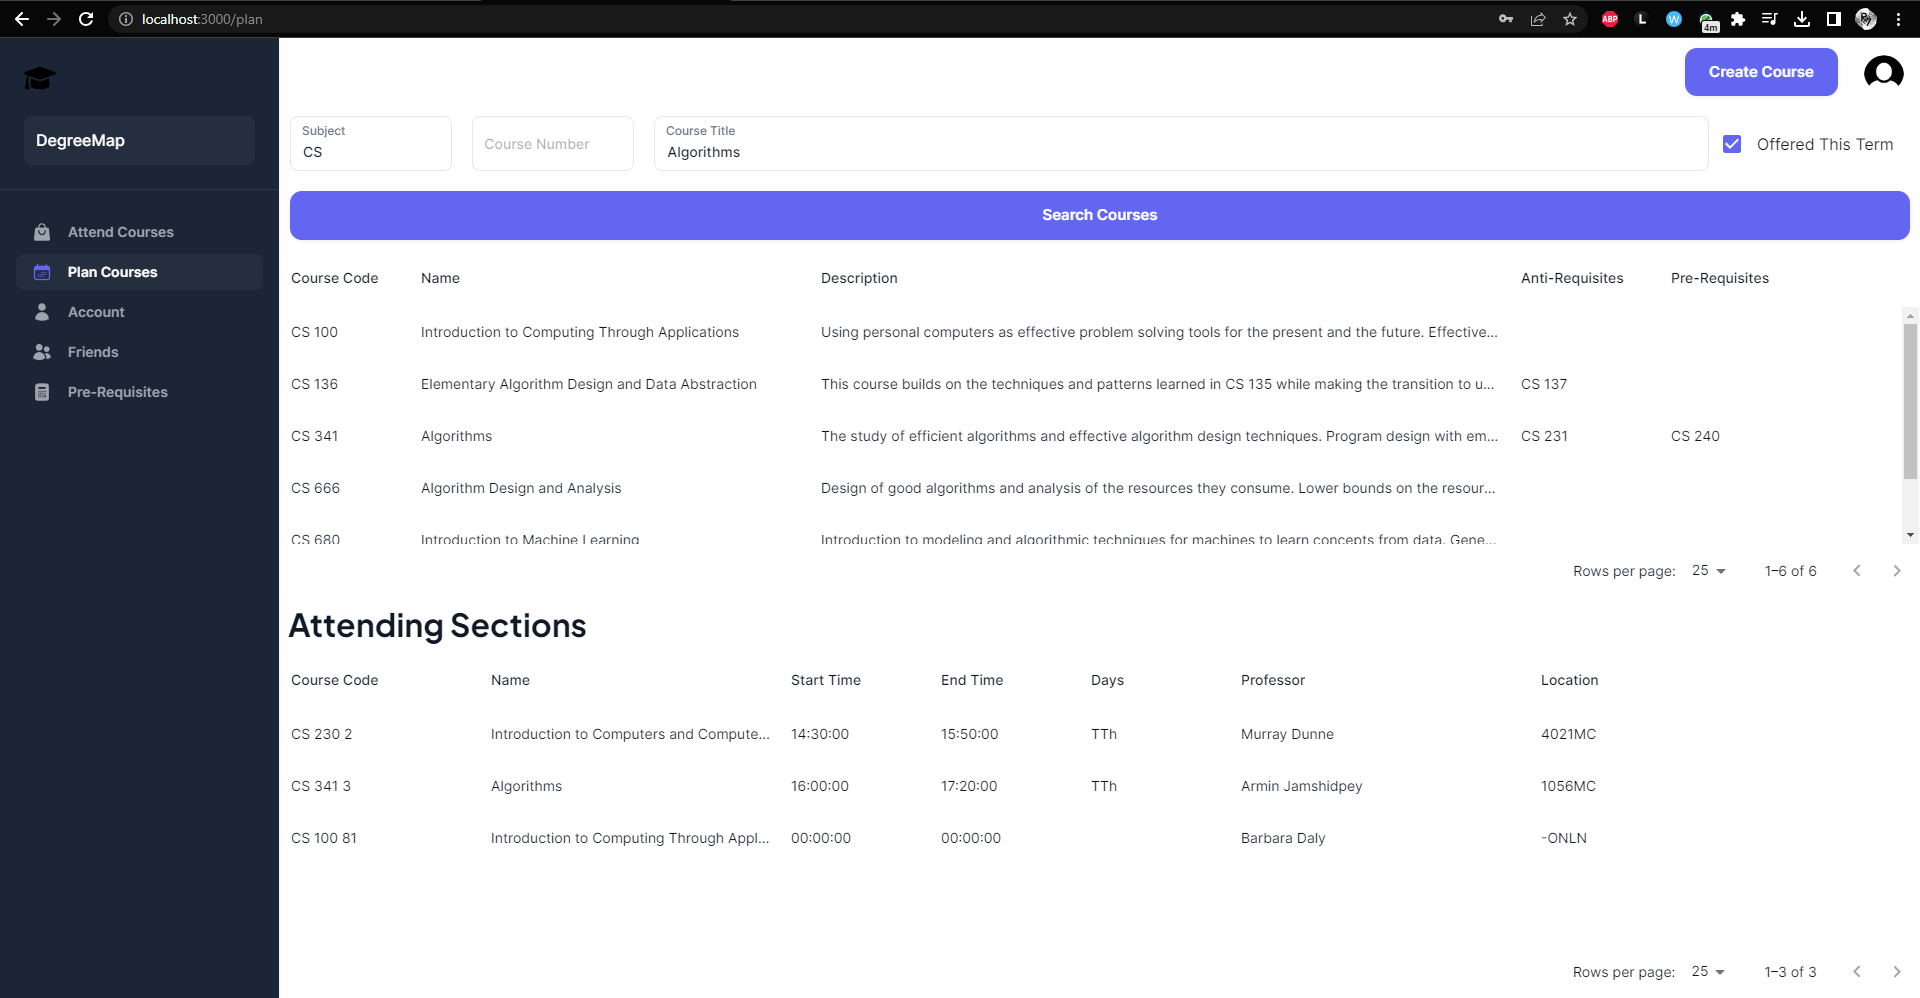 localhost:3000/plan
ABP
L
W
4m
Create Course
DegreeMap
Subject
CS
Course Number
Course Title
Algorithms
Offered This Term
Search Courses
Attend Courses
Plan Courses
Account
Friends
Pre-Requisites
Course Code Name Description Anti-Requisites Pre-Requisites
CS 100 Introduction to Computing Through Applications Using personal computers as effective problem solving tools for the present and the future. Effective...
CS 136 Elementary Algorithm Design and Data Abstraction This course builds on the techniques and patterns learned in CS 135 while making the transition to u... CS 137
CS 341 Algorithms The study of efficient algorithms and effective algorithm design techniques. Program design with em... CS 231 CS 240
CS 666 Algorithm Design and Analysis Design of good algorithms and analysis of the resources they consume. Lower bounds on the resour...
CS 680 Introduction to Machine Learning Introduction to modeling and algorithmic techniques for machines to learn concepts from data. Gene...
Rows per page: 25 1–6 of 6
Attending Sections
Course Code Name Start Time End Time Days Professor Location
CS 230 2 Introduction to Computers and Compute... 14:30:00 15:50:00 TTh Murray Dunne 4021MC
CS 341 3 Algorithms 16:00:00 17:20:00 TTh Armin Jamshidpey 1056MC
CS 100 81 Introduction to Computing Through Appl... 00:00:00 00:00:00 Barbara Daly -ONLN
Rows per page: 25 1–3 of 3